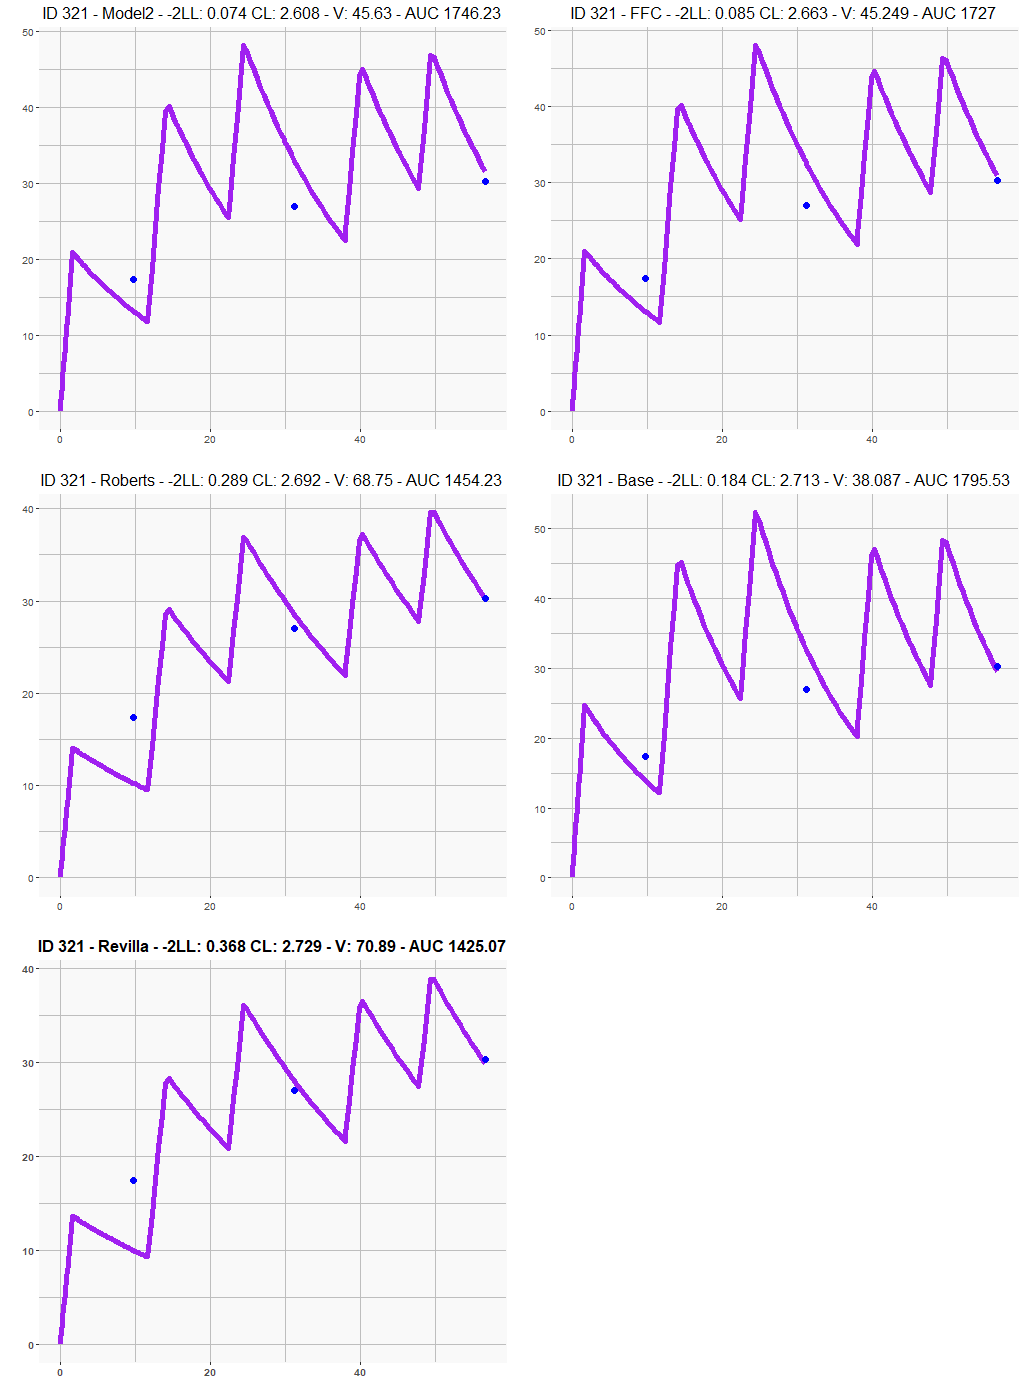 ID 321 - Model2 - -2LL: 0.074 CL: 2.608 - V: 45.63 - AUC 1746.23
50
40
30
20
10
0
0 20 40
ID 321 - FFC - -2LL: 0.085 CL: 2.663 - V: 45.249 - AUC 1727
50
40
30
20
10
0
0 20 40
ID 321 - Roberts - -2LL: 0.289 CL: 2.692 - V: 68.75 - AUC 1454.23
40
30
20
10
0
0 20 40
ID 321 - Base - -2LL: 0.184 CL: 2.713 - V: 38.087 - AUC 1795.53
50
40
30
20
10
0
0 20 40
ID 321 - Revilla - -2LL: 0.368 CL: 2.729 - V: 70.89 - AUC 1425.07
40
30
20
10
0
0 20 40